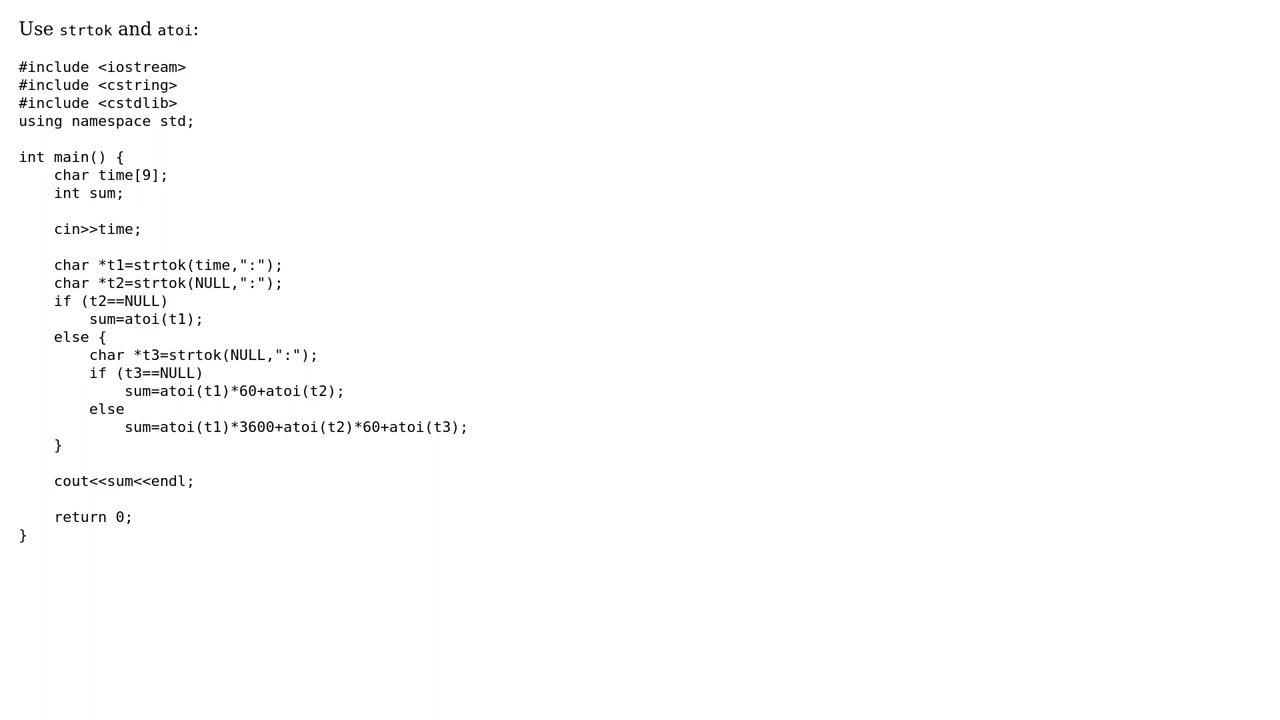 Use strtok and atoi:
#include <iostream>
#include <cstring>
#include <cstdlib>
using namespace std;
int main() {
    char time[9];
    int sum;
    cin>>time;
    char *t1=strtok(time,":");
    char *t2=strtok(NULL,":");
    if (t2==NULL)
        sum=atoi(t1);
    else {
        char *t3=strtok(NULL,":");
        if (t3==NULL)
            sum=atoi(t1)*60+atoi(t2);
        else
            sum=atoi(t1)*3600+atoi(t2)*60+atoi(t3);
    }
    cout<<sum<<endl;
    return 0;
}